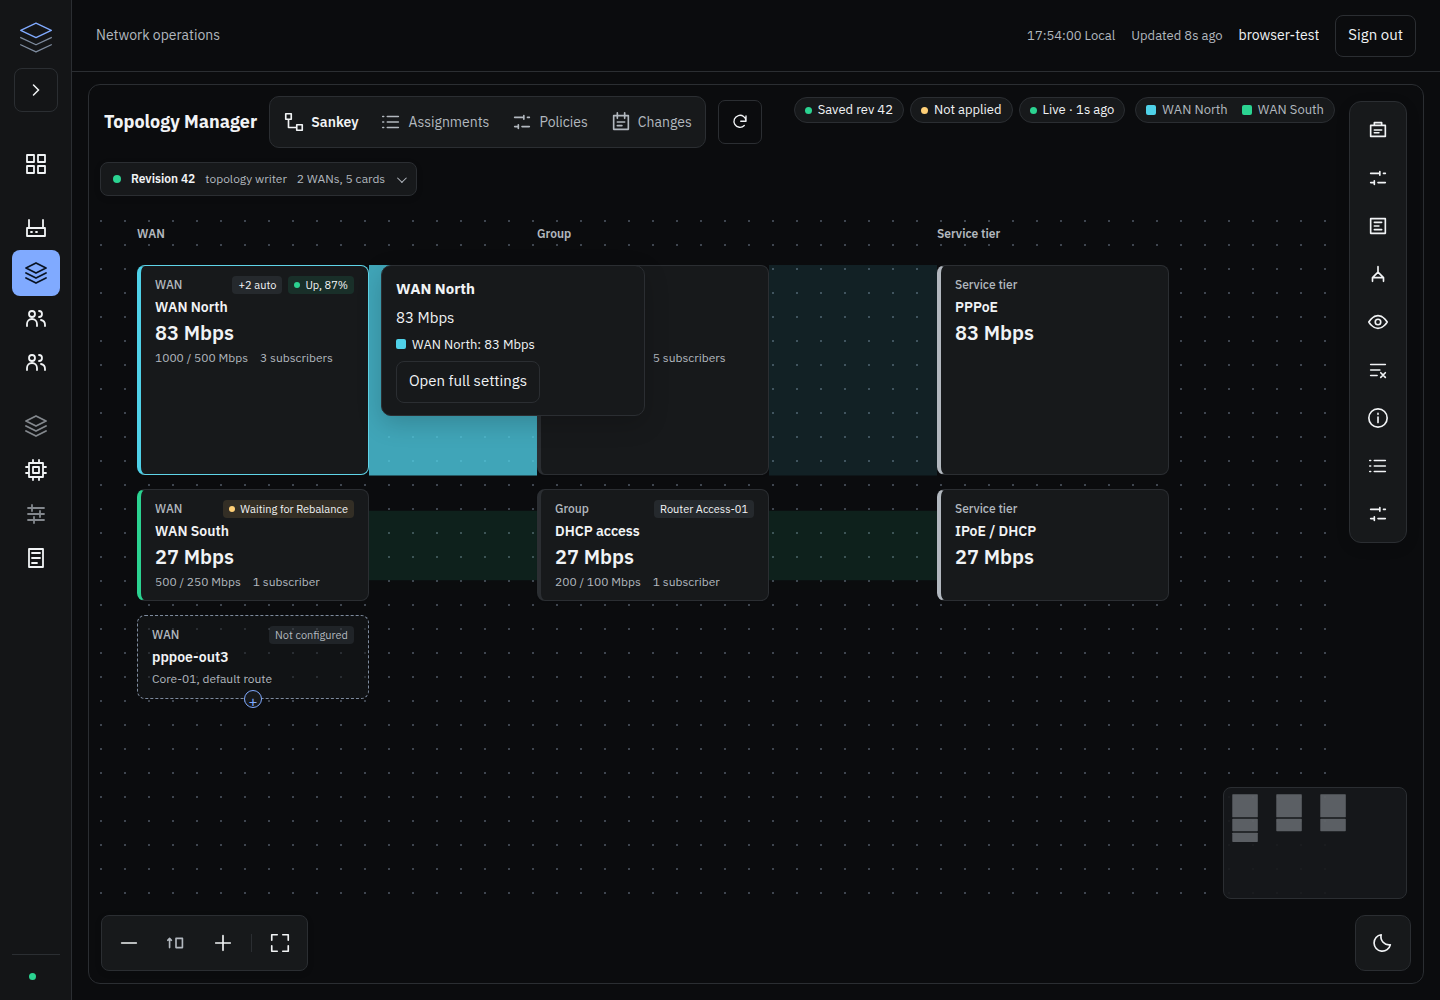 Network operations
17:54:00 Local Updated 8s ago browser-test Sign out
Topology Manager Sankey Assignments Policies Changes
Saved rev 42 Not applied Live · 1s ago WAN North WAN South
Revision 42 topology writer 2 WANs, 5 cards
WAN Group Service tier
WAN +2 auto Up, 87%
WAN North
83 Mbps
1000 / 500 Mbps 3 subscribers
WAN North
83 Mbps
WAN North: 83 Mbps
Open full settings
5 subscribers
Service tier
PPPoE
83 Mbps
WAN Waiting for Rebalance
WAN South
27 Mbps
500 / 250 Mbps 1 subscriber
Group Router Access-01
DHCP access
27 Mbps
200 / 100 Mbps 1 subscriber
Service tier
IPoE / DHCP
27 Mbps
WAN Not configured
pppoe-out3
Core-01, default route